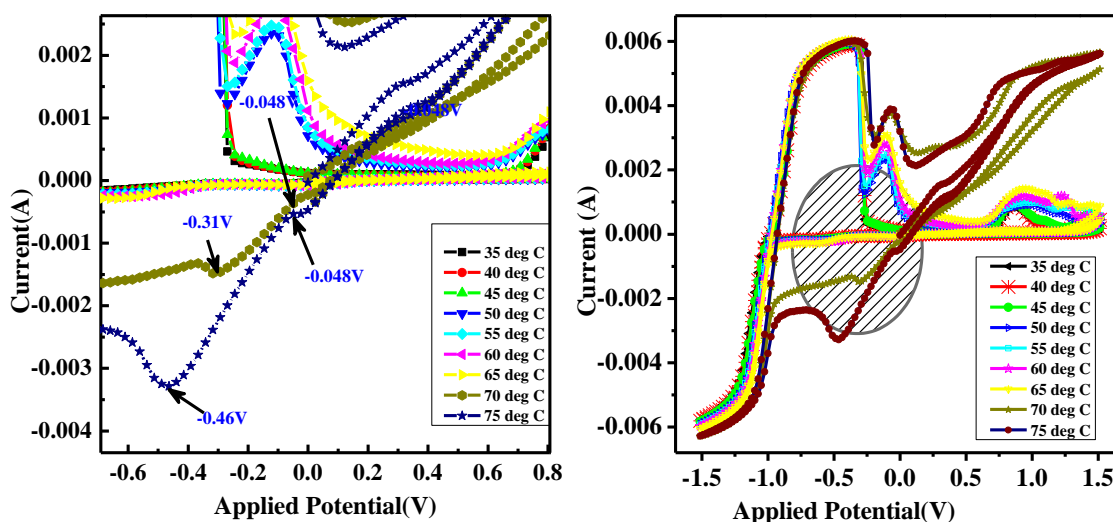 0.002
0.001
0.000
-0.001
-0.002
-0.003
-0.004
Current(A)
-0.048V
-0.31V
-0.048V
-0.46V
35 deg C
40 deg C
45 deg C
50 deg C
55 deg C
60 deg C
65 deg C
70 deg C
75 deg C
-0.6 -0.4 -0.2 0.0 0.2 0.4 0.6 0.8
Applied Potential(V)
0.006
0.004
0.002
0.000
-0.002
-0.004
-0.006
Current (A)
35 deg C
40 deg C
45 deg C
50 deg C
55 deg C
60 deg C
65 deg C
70 deg C
75 deg C
-1.5 -1.0 -0.5 0.0 0.5 1.0 1.5
Applied Potential(V)